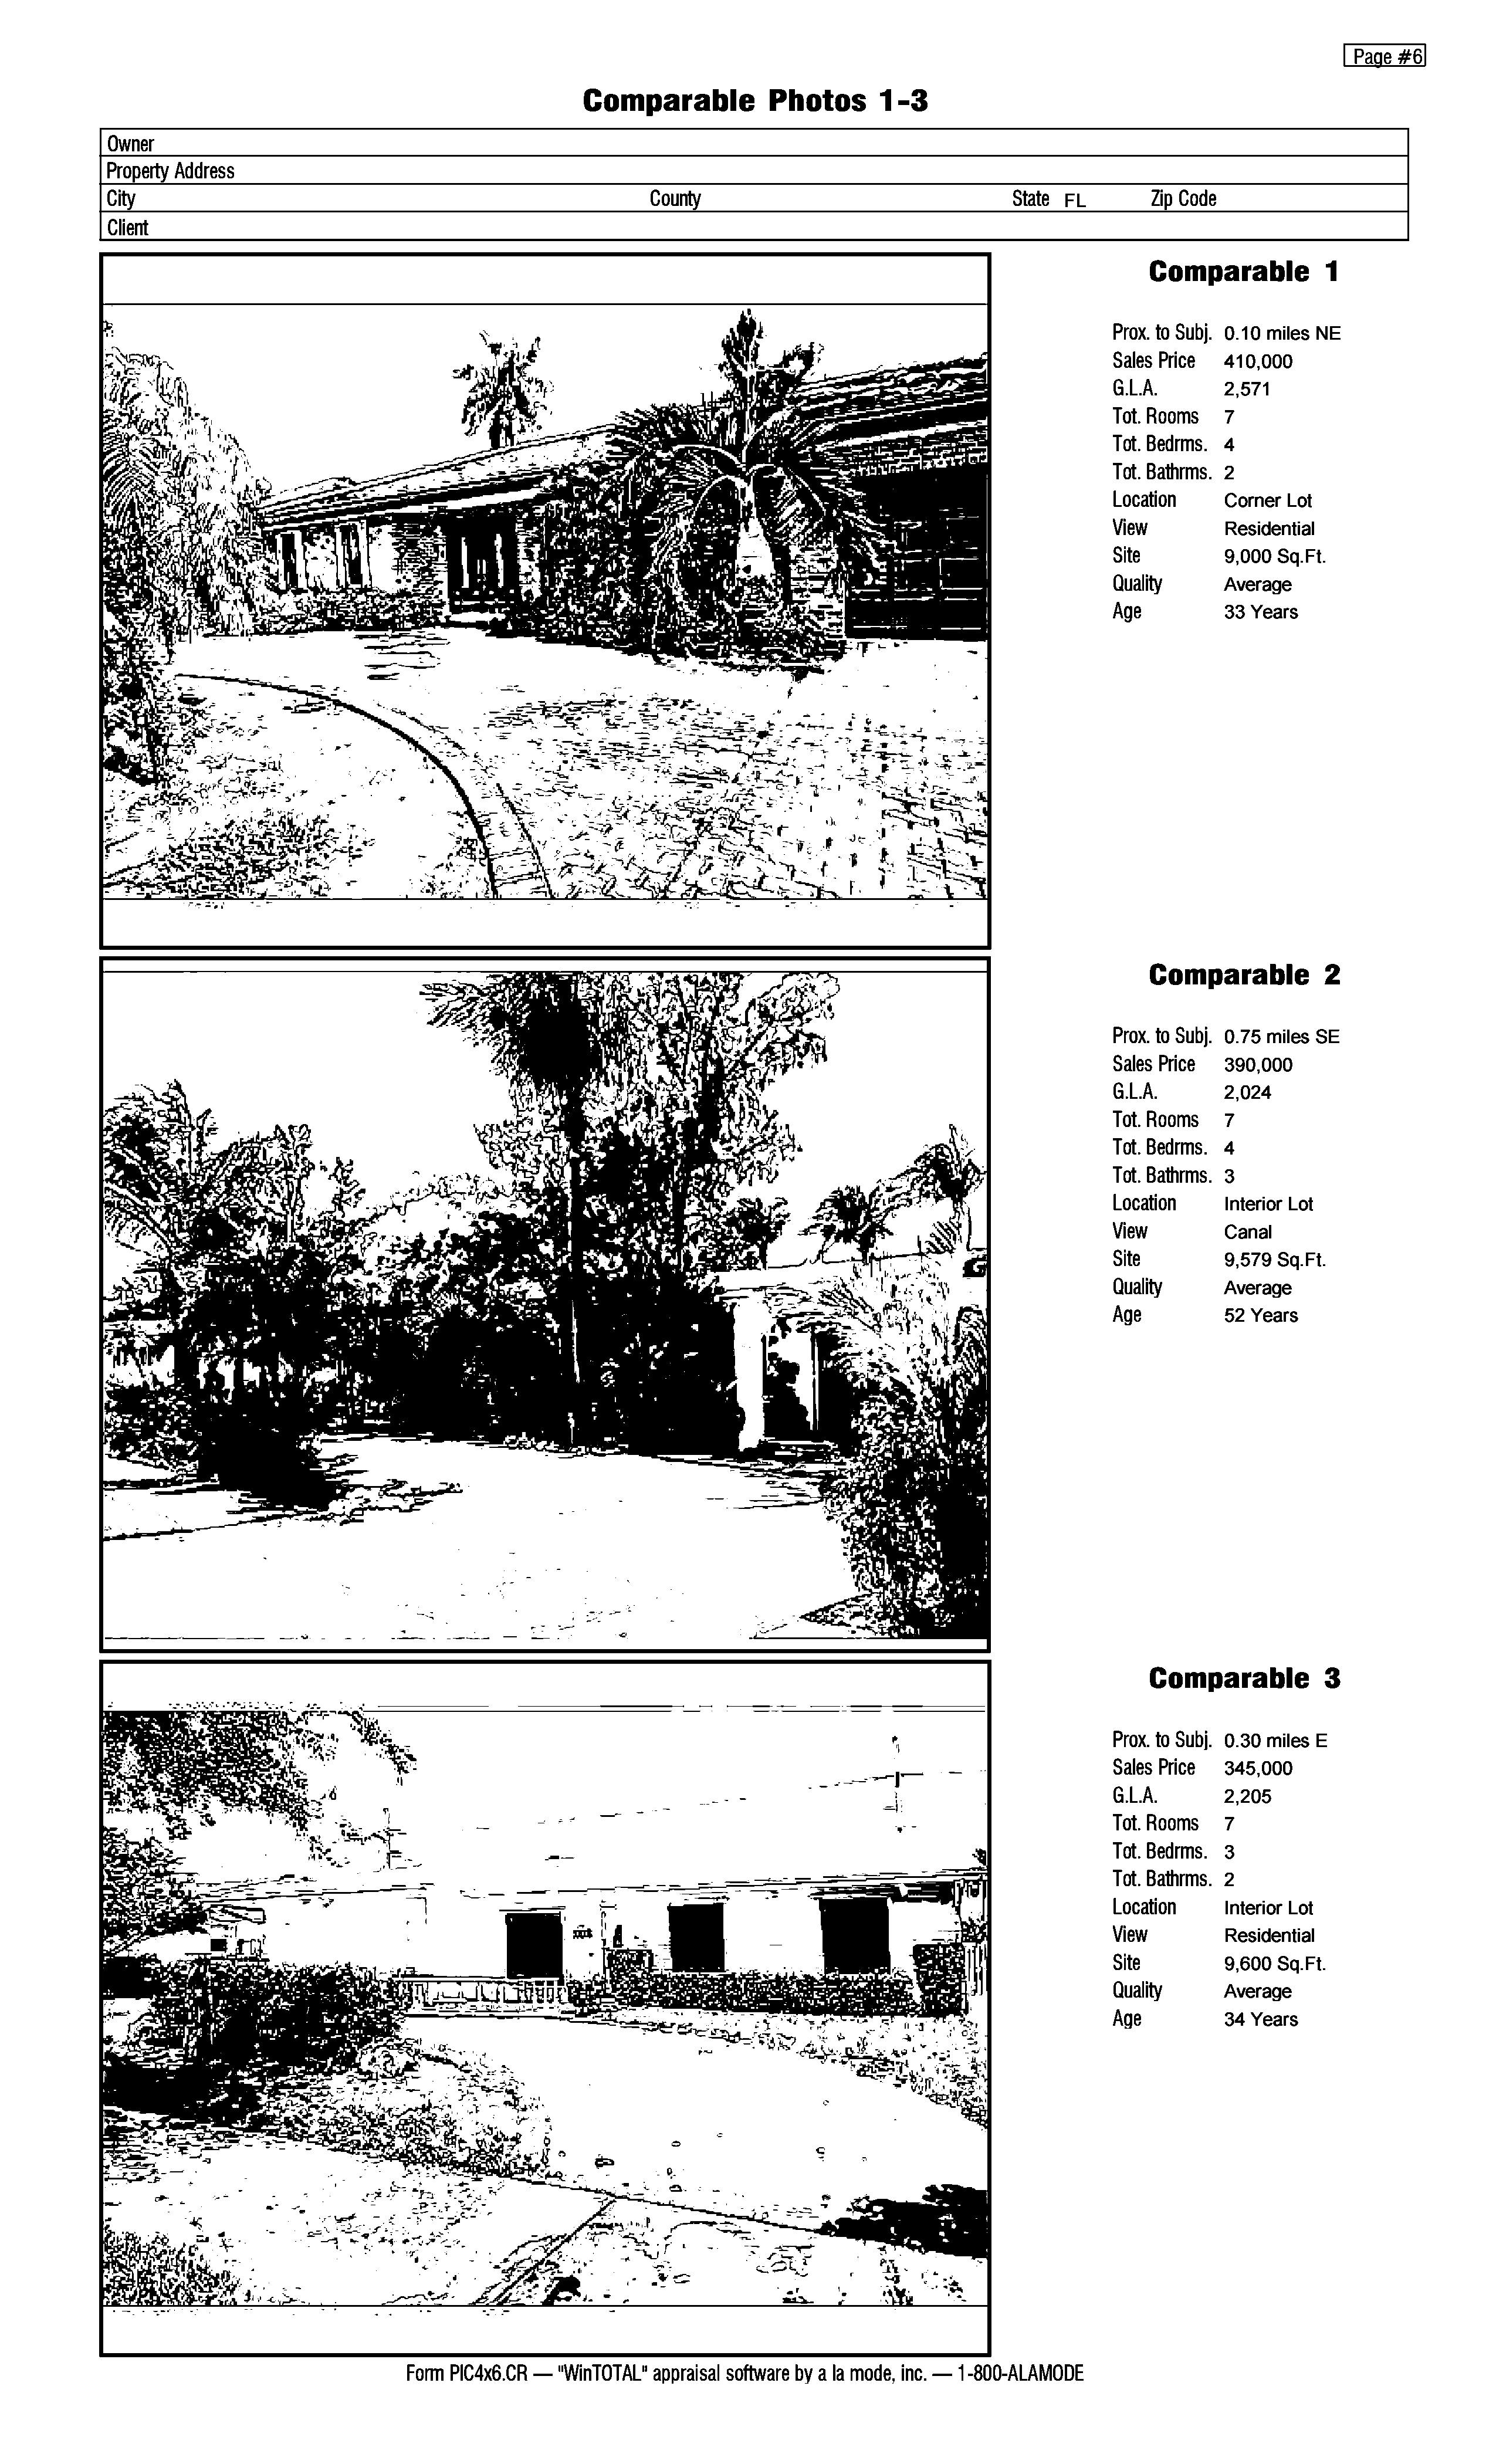 Page #6
Comparable Photos 1-3
Owner
Property Address
City County State FL Zip Code
Client
Comparable 1
Prox. to Subj. 0.10 miles NE
Sales Price 410,000
G.L.A. 2,571
Tot. Rooms 7
Tot. Bedrms. 4
Tot. Bathrms. 2
Location Corner Lot
View Residential
Site 9,000 Sq.Ft.
Quality Average
Age 33 Years
Comparable 2
Prox. to Subj. 0.75 miles SE
Sales Price 390,000
G.L.A. 2,024
Tot. Rooms 7
Tot. Bedrms. 4
Tot. Bathrms. 3
Location Interior Lot
View Canal
Site 9,579 Sq.Ft.
Quality Average
Age 52 Years
Comparable 3
Prox. to Subj. 0.30 miles E
Sales Price 345,000
G.L.A. 2,205
Tot. Rooms 7
Tot. Bedrms. 3
Tot. Bathrms. 2
Location Interior Lot
View Residential
Site 9,600 Sq.Ft.
Quality Average
Age 34 Years
Form PIC4x6.CR — "WinTOTAL" appraisal software by a la mode, inc. — 1-800-ALAMODE